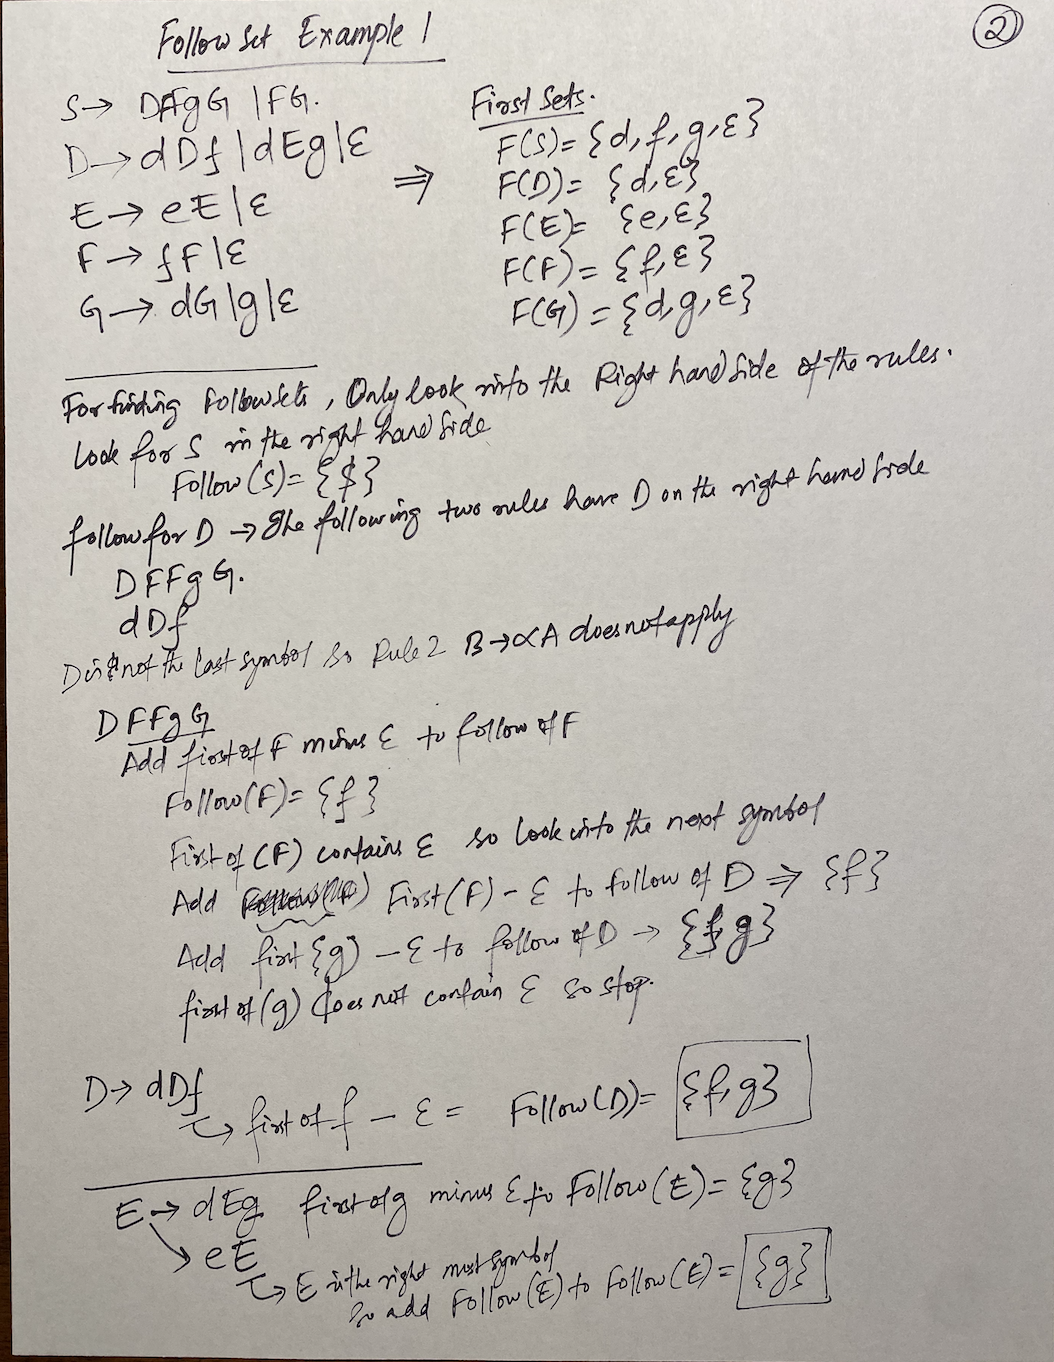 ②
Follow Set Example 1
S → DFFgG | FG.
D → dDf | dEg | ε
E → eE | ε
F → fF | ε
G → dG | g | ε
⇒
First Sets.
F(S) = {d, f, g, ε}
F(D) = {d, ε}
F(E) = {e, ε}
F(F) = {f, ε}
F(G) = {d, g, ε}
For finding Follow sets, Only look into the Right hand side of the rules.
Look for S in the right hand side
Follow(S) = {$}
follow for D → The following two rules have D on the right hand side
DFFgG.
dDf
D is not the last symbol so Rule 2 B → αA does not apply
DFFgG
Add first of F minus ε to follow of F
Follow(F) = {f}
First of (F) contains ε so look into the next symbol
Add First(F) - ε to follow of D ⇒ {f}
Add first {g) - ε to follow of D → {f g}
first of (g) does not contain ε so stop.
D → dDf
↳ first of f - ε = Follow(D) = {f, g}
E → dEg first of g minus ε to Follow(E) = {g}
↘ eE
↳ E is the right most symbol
So add Follow(E) to Follow(E) = {g}